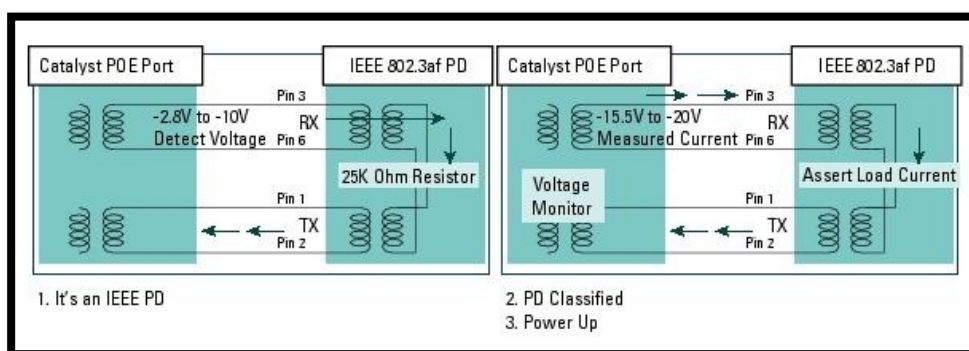 Catalyst POE Port
IEEE 802.3af PD
Pin 3
-2.8V to -10V
RX
Detect Voltage
Pin 6
25K Ohm Resistor
Pin 1
TX
Pin 2
1. It's an IEEE PD
Catalyst POE Port
IEEE 802.3af PD
Pin 3
-15.5V to -20V
RX
Measured Current
Pin 6
Assert Load Current
Voltage
Monitor
Pin 1
TX
Pin 2
2. PD Classified
3. Power Up